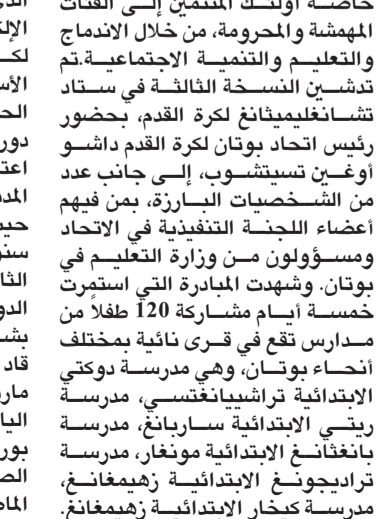 خاصة أولئك المنتمين إلى الفئات
المهمشة والمحرومة، من خلال الاندماج
والتعليم والتنمية الاجتماعية.تم
تدشين النسخة الثالثة في ستاد
تشانغليميثانغ لكرة القدم، بحضور
رئيس اتحاد بوتان لكرة القدم داشو
أوغين تسيتشوب، إلى جانب عدد
من الشخصيات البارزة، بمن فيهم
أعضاء اللجنة التنفيذية في الاتحاد
ومسؤولون من وزارة التعليم في
بوتان. وشهدت المبادرة التي استمرت
خمسة أيام مشاركة 120 طفلاً من
مدارس تقع في قرى نائية بمختلف
أنحاء بوتان، وهي مدرسة دوكتي
الابتدائية تراشييانغتسي، مدرسة
ريتي الابتدائية ساربانغ، مدرسة
بانغثانغ الابتدائية مونغار، مدرسة
تراديجونغ الابتدائية زهيمغانغ،
مدرسة كيخار الابتدائية زهيمغانغ.